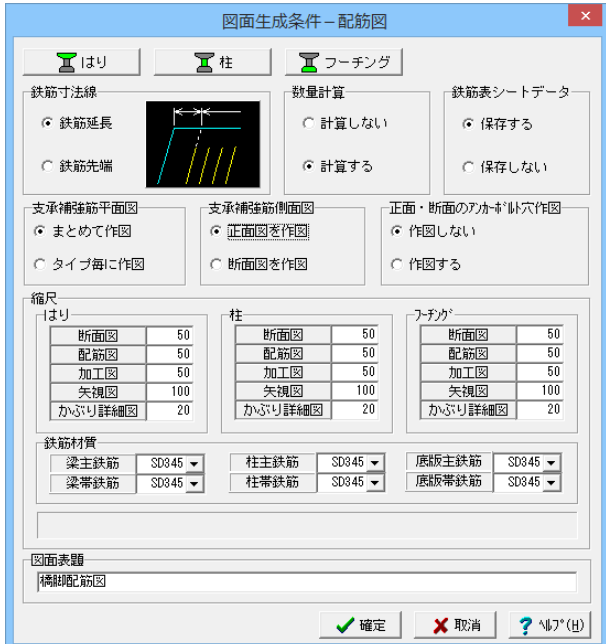 図面生成条件－配筋図
はり 柱 フーチング
鉄筋寸法線 数量計算 鉄筋表シートデータ
鉄筋延長 計算しない 保存する
鉄筋先端 計算する 保存しない
支承補強筋平面図 支承補強筋側面図 正面・断面のｱﾝｶｰﾎﾞﾙﾄ穴作図
まとめて作図 正面図を作図 作図しない
タイプ毎に作図 断面図を作図 作図する
縮尺
はり 柱 ﾌｰﾁﾝｸﾞ
断面図 50 断面図 50 断面図 50
配筋図 50 配筋図 50 配筋図 50
加工図 50 加工図 50 加工図 50
矢視図 100 矢視図 100 矢視図 100
かぶり詳細図 20 かぶり詳細図 20 かぶり詳細図 20
鉄筋材質
梁主鉄筋 SD345 柱主鉄筋 SD345 底版主鉄筋 SD345
梁帯鉄筋 SD345 柱帯鉄筋 SD345 底版帯鉄筋 SD345
図面表題
橋脚配筋図
確定 取消 ﾍﾙﾌﾟ(H)